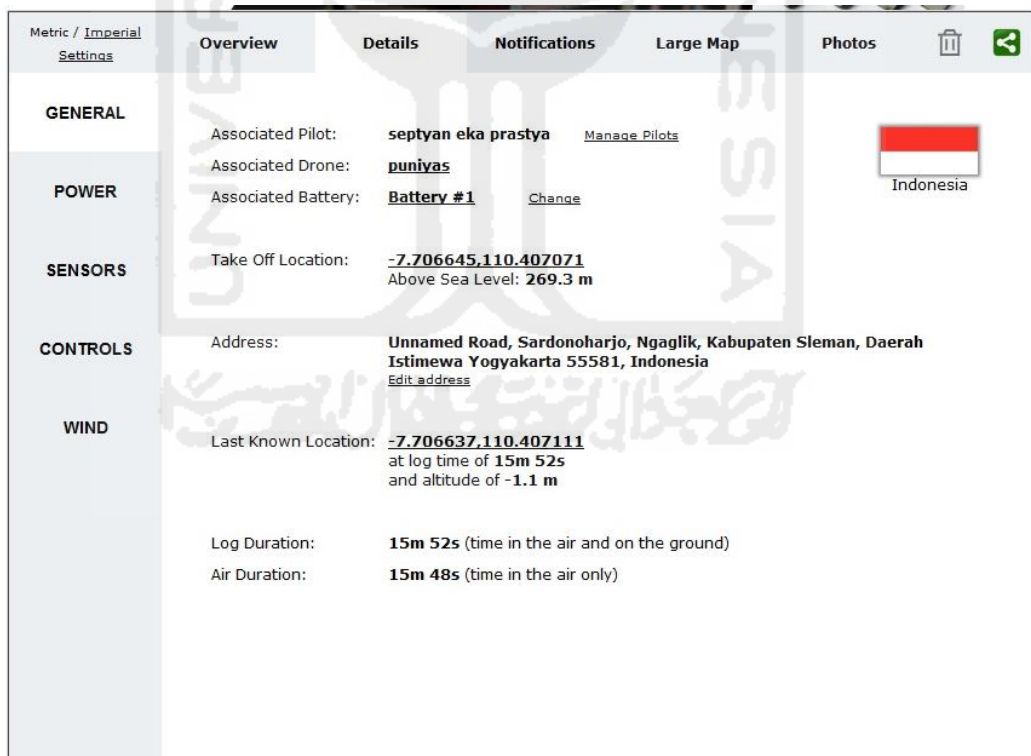 Metric / Imperial
Settings
Overview
Details
Notifications
Large Map
Photos
GENERAL
POWER
SENSORS
CONTROLS
WIND
Associated Pilot: septyan eka prastya Manage Pilots
Associated Drone: puniyas
Associated Battery: Battery #1 Change
Indonesia
Take Off Location: -7.706645,110.407071
Above Sea Level: 269.3 m
Address: Unnamed Road, Sardonoharjo, Ngaglik, Kabupaten Sleman, Daerah
Istimewa Yogyakarta 55581, Indonesia
Edit address
Last Known Location: -7.706637,110.407111
at log time of 15m 52s
and altitude of -1.1 m
Log Duration: 15m 52s (time in the air and on the ground)
Air Duration: 15m 48s (time in the air only)